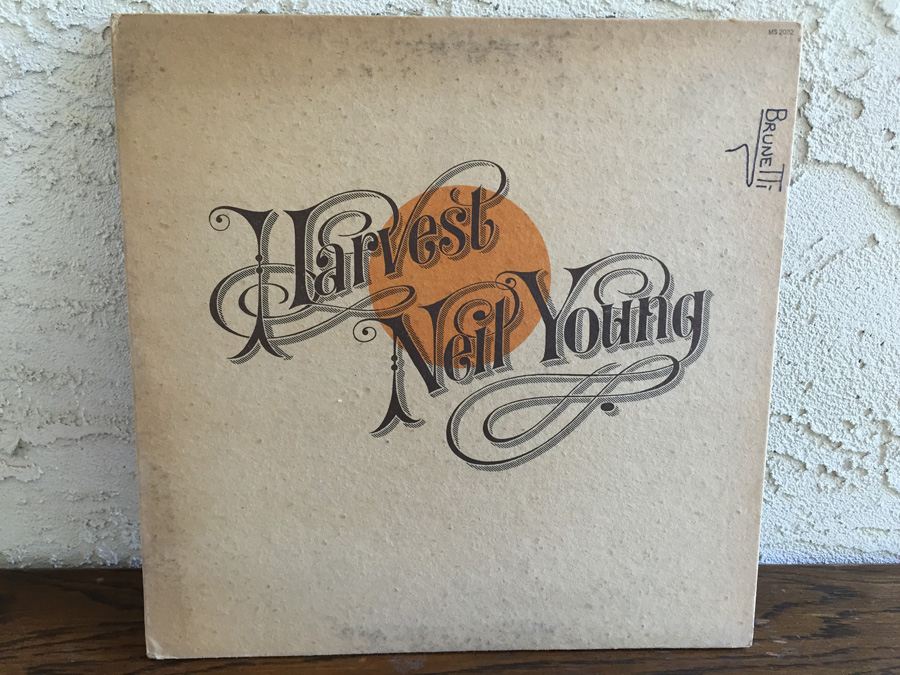 MS 2032
BRUNETTi
Harvest
Neil Young